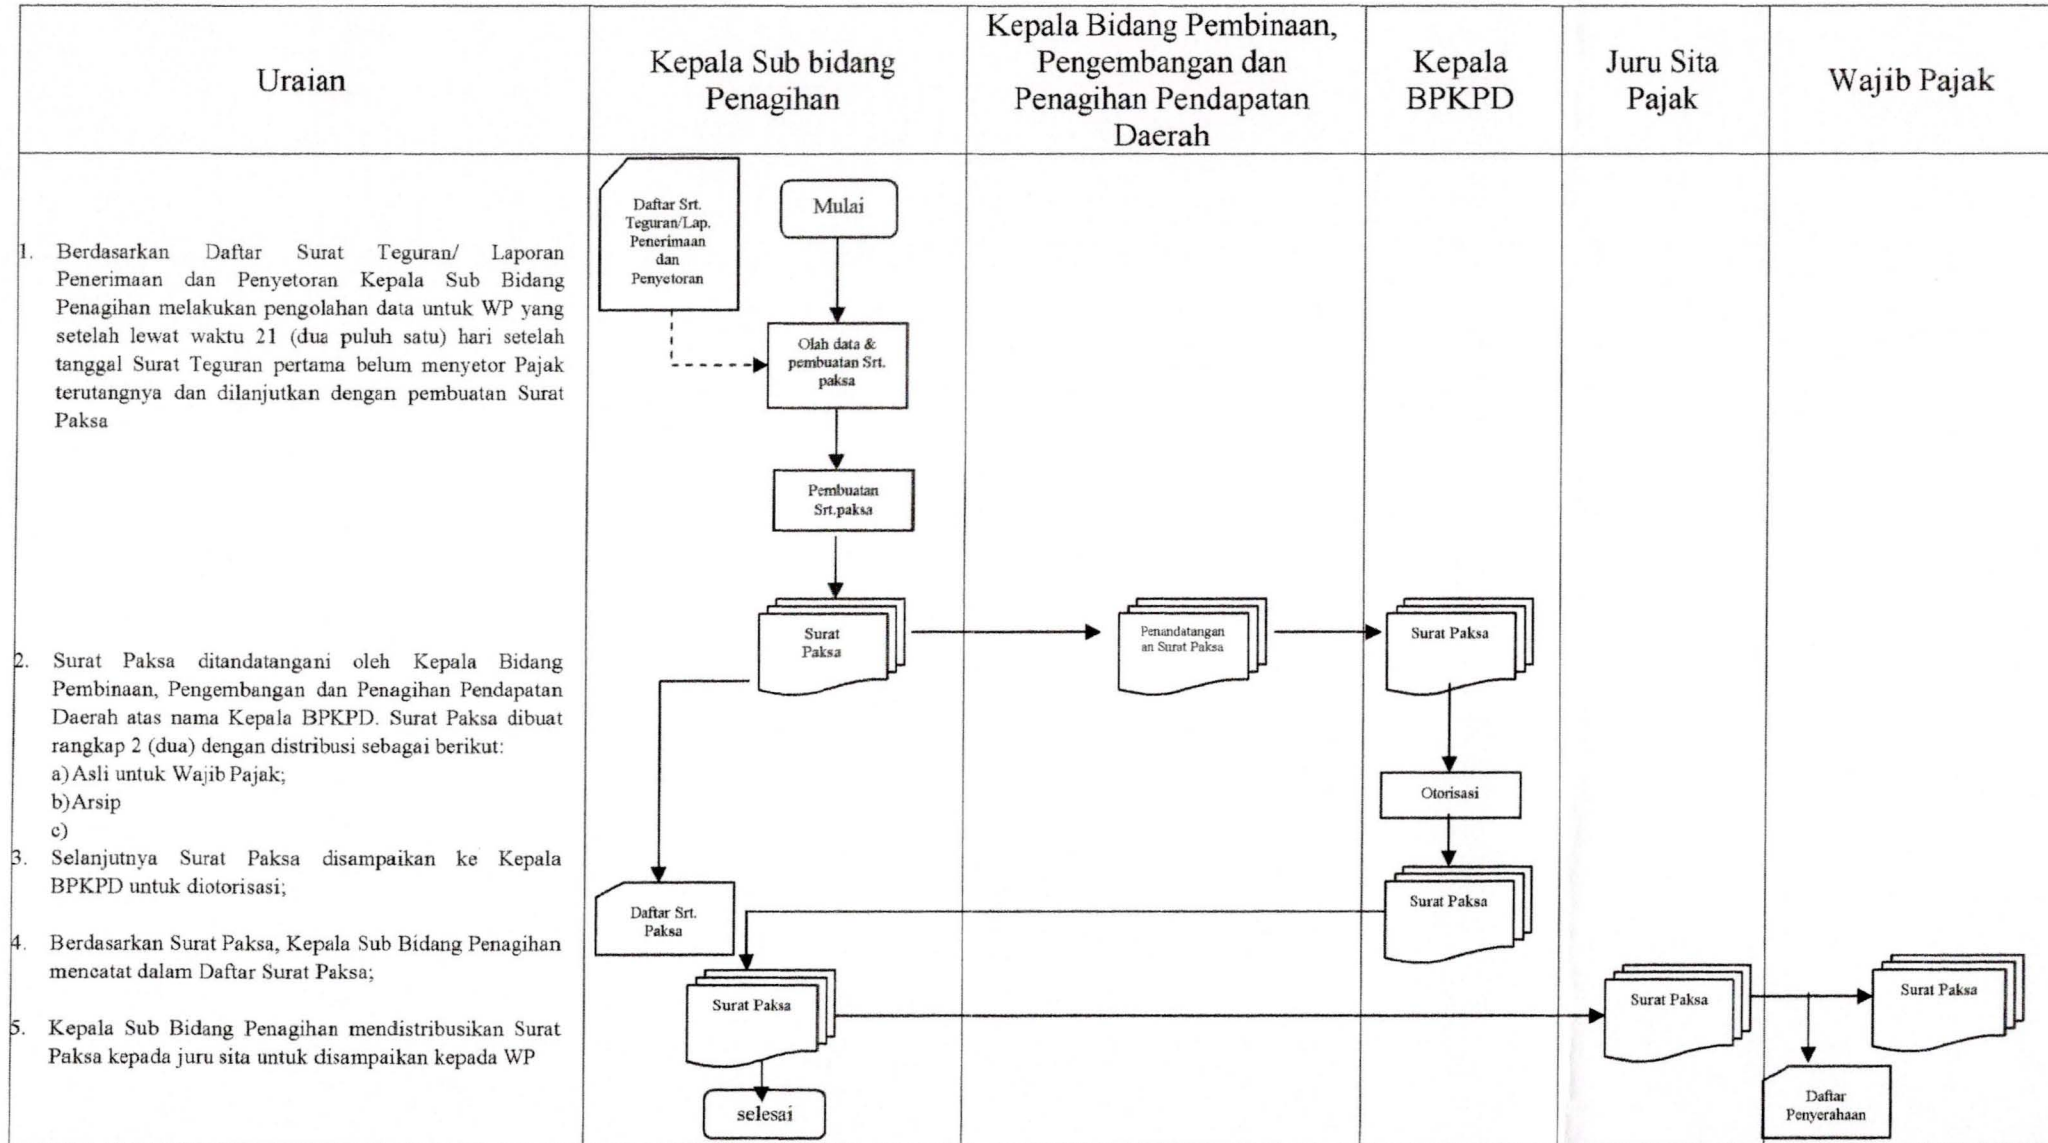 Uraian
Kepala Sub bidang
Penagihan
Kepala Bidang Pembinaan,
Pengembangan dan
Penagihan Pendapatan
Daerah
Kepala
BPKPD
Juru Sita
Pajak
Wajib Pajak
1. Berdasarkan Daftar Surat Teguran/ Laporan
Penerimaan dan Penyetoran Kepala Sub Bidang
Penagihan melakukan pengolahan data untuk WP yang
setelah lewat waktu 21 (dua puluh satu) hari setelah
tanggal Surat Teguran pertama belum menyetor Pajak
terutangnya dan dilanjutkan dengan pembuatan Surat
Paksa
2. Surat Paksa ditandatangani oleh Kepala Bidang
Pembinaan, Pengembangan dan Penagihan Pendapatan
Daerah atas nama Kepala BPKPD. Surat Paksa dibuat
rangkap 2 (dua) dengan distribusi sebagai berikut:
a) Asli untuk Wajib Pajak;
b) Arsip
c)
3. Selanjutnya Surat Paksa disampaikan ke Kepala
BPKPD untuk diotorisasi;
4. Berdasarkan Surat Paksa, Kepala Sub Bidang Penagihan
mencatat dalam Daftar Surat Paksa;
5. Kepala Sub Bidang Penagihan mendistribusikan Surat
Paksa kepada juru sita untuk disampaikan kepada WP
Daftar Srt.
Teguran/Lap.
Penerimaan
dan
Penyetoran
Mulai
Olah data &
pembuatan Srt.
paksa
Pembuatan
Srt.paksa
Surat
Paksa
Penandatangan
an Surat Paksa
Surat Paksa
Otorisasi
Surat Paksa
Daftar Srt.
Paksa
Surat Paksa
selesai
Surat Paksa
Surat Paksa
Daftar
Penyerahaan